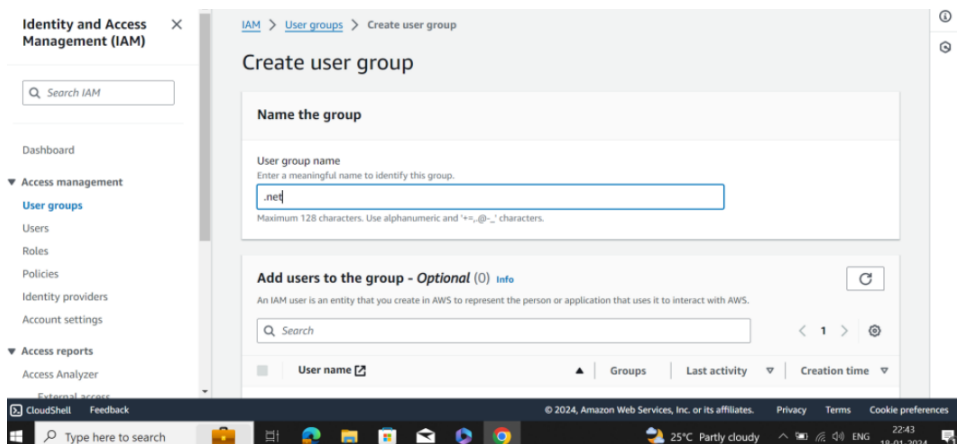 Identity and Access
Management (IAM)
Search IAM
Dashboard
Access management
User groups
Users
Roles
Policies
Identity providers
Account settings
Access reports
Access Analyzer
External access
IAM > User groups > Create user group
Create user group
Name the group
User group name
Enter a meaningful name to identify this group.
.net
Maximum 128 characters. Use alphanumeric and '+=,.@-_' characters.
Add users to the group - Optional (0) Info
An IAM user is an entity that you create in AWS to represent the person or application that uses it to interact with AWS.
Search
1
User name
Groups
Last activity
Creation time
CloudShell Feedback
© 2024, Amazon Web Services, Inc. or its affiliates. Privacy Terms Cookie preferences
Type here to search
25°C Partly cloudy
ENG
22:43
18-01-2024